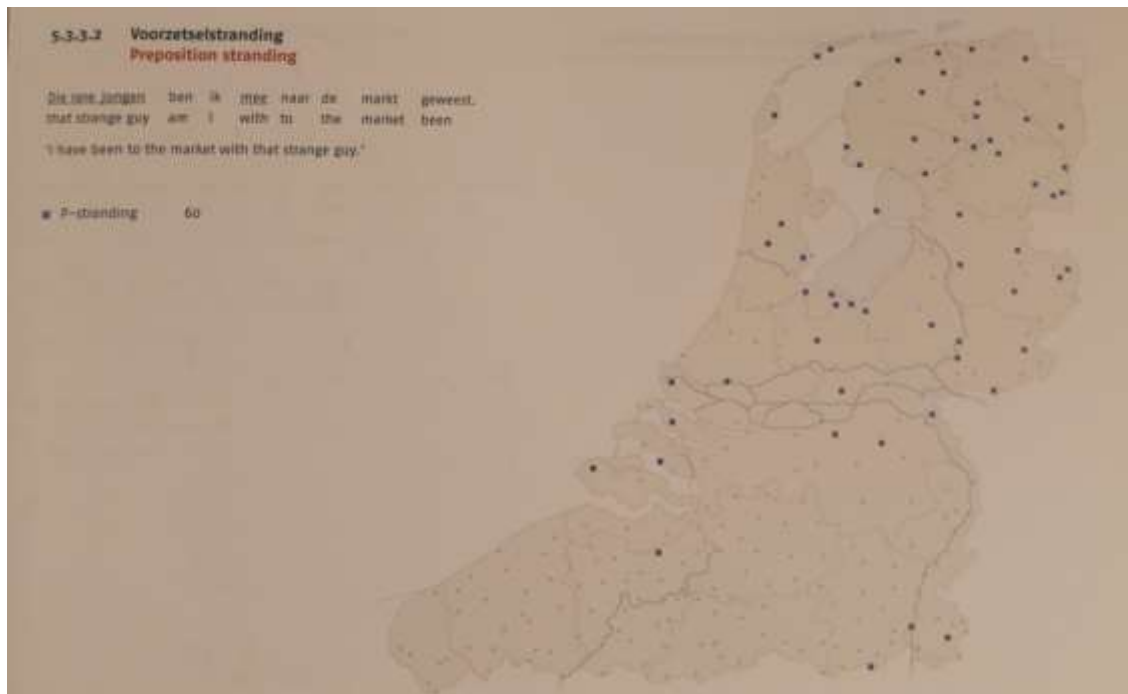 5.3.3.2 Voorzetselstranding
Preposition stranding
Die rare jongen ben ik mee naar de markt geweest.
that strange guy am I with to the market been
'I have been to the market with that strange guy.'
P-stranding 60